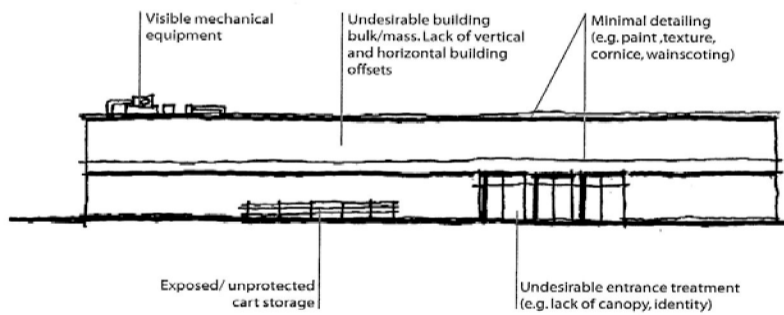 Visible mechanical
equipment
Undesirable building
bulk/mass. Lack of vertical
and horizontal building
offsets
Minimal detailing
(e.g. paint ,texture,
cornice, wainscoting)
Exposed/ unprotected
cart storage
Undesirable entrance treatment
(e.g. lack of canopy, identity)